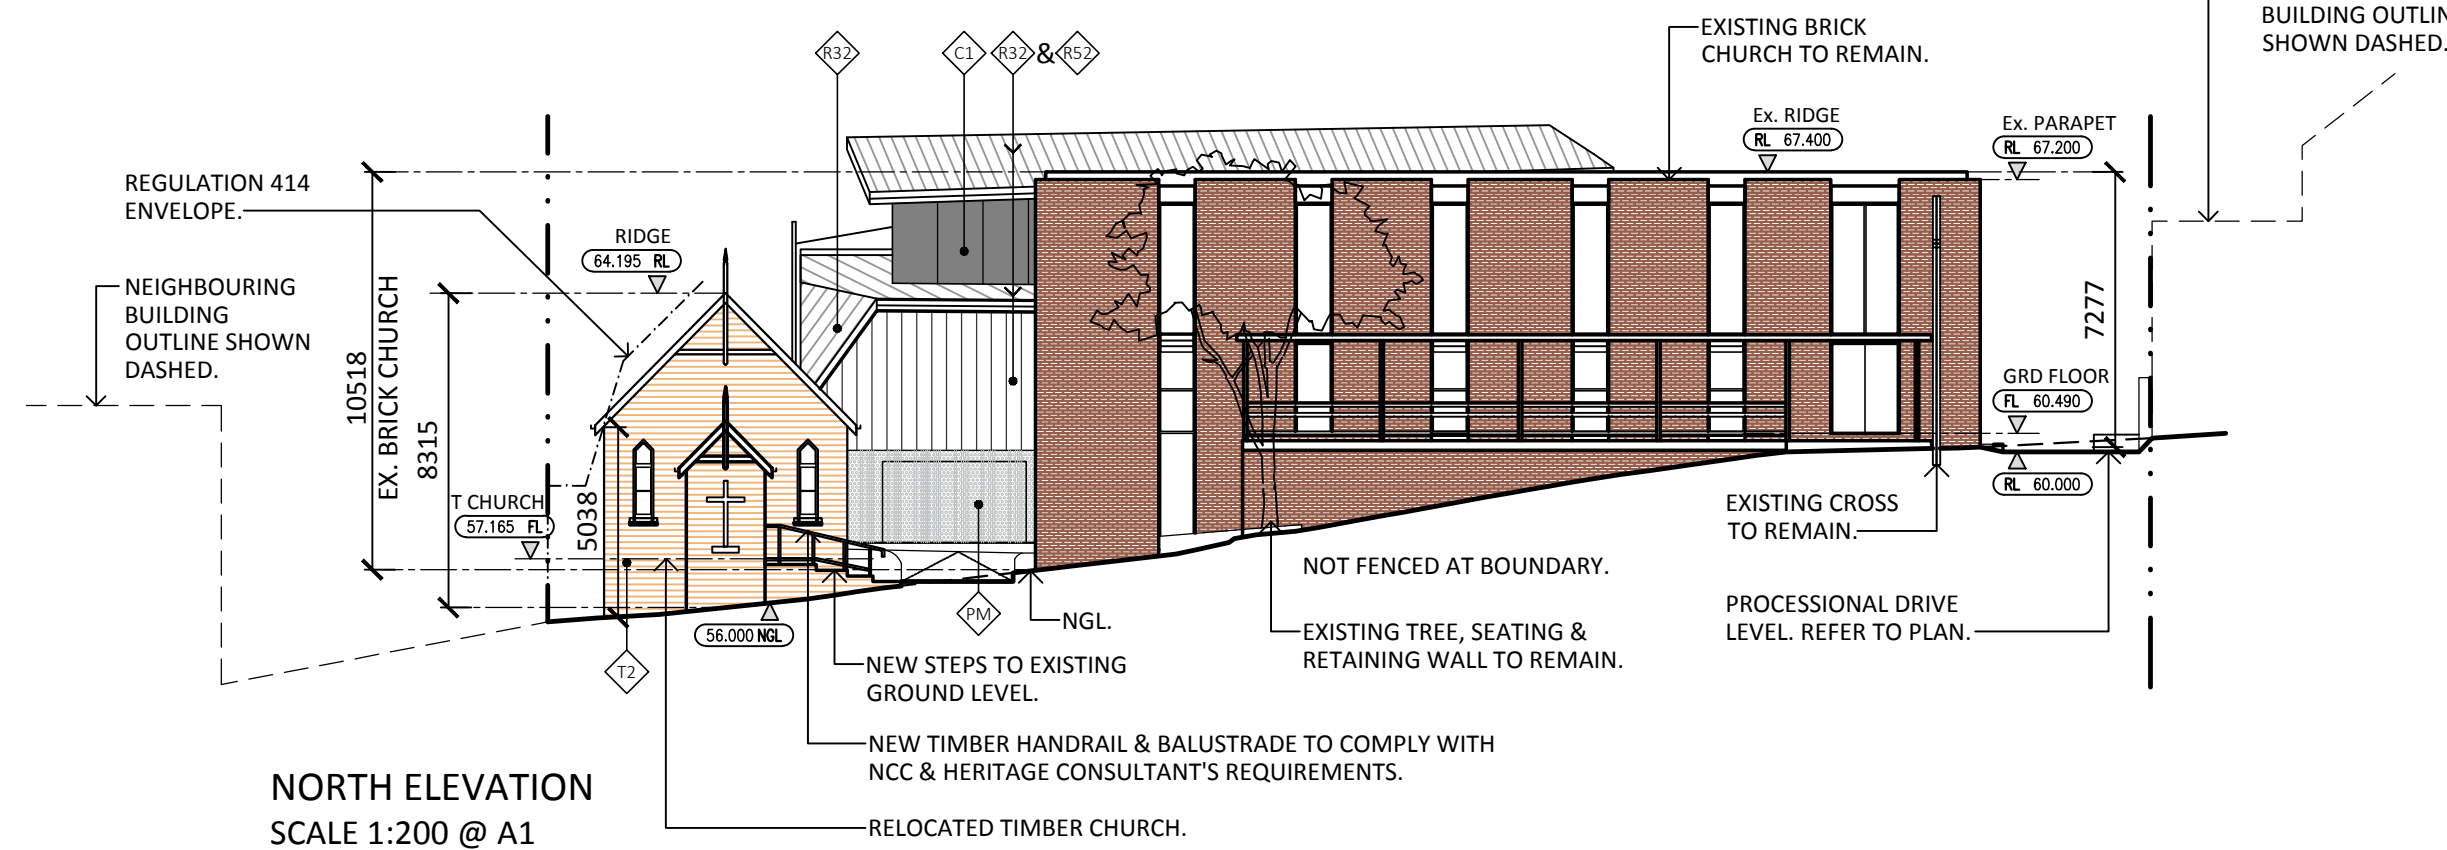 BUILDING OUTLIN
SHOWN DASHED.
R32
C1
R32 & R52
EXISTING BRICK
CHURCH TO REMAIN.
Ex. RIDGE
RL 67.400
Ex. PARAPET
RL 67.200
REGULATION 414
ENVELOPE.
RIDGE
64.195 RL
NEIGHBOURING
BUILDING
OUTLINE SHOWN
DASHED.
10518
EX. BRICK CHURCH
8315
7277
GRD FLOOR
FL 60.490
RL 60.000
T CHURCH
57.165 FL
5038
EXISTING CROSS
TO REMAIN.
NOT FENCED AT BOUNDARY.
PROCESSIONAL DRIVE
LEVEL. REFER TO PLAN.
PM
NGL.
56.000 NGL
EXISTING TREE, SEATING &
RETAINING WALL TO REMAIN.
T2
NEW STEPS TO EXISTING
GROUND LEVEL.
NEW TIMBER HANDRAIL & BALUSTRADE TO COMPLY WITH
NCC & HERITAGE CONSULTANT'S REQUIREMENTS.
RELOCATED TIMBER CHURCH.
NORTH ELEVATION
SCALE 1:200 @ A1